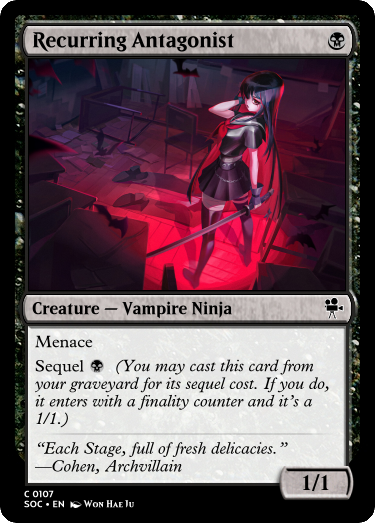 Recurring Antagonist
Creature — Vampire Ninja
Menace
Sequel (You may cast this card from
your graveyard for its sequel cost. If you do,
it enters with a finality counter and it's a
1/1.)
“Each Stage, full of fresh delicacies.”
—Cohen, Archvillain
1/1
C 0107
SOC • EN Won Hae Ju